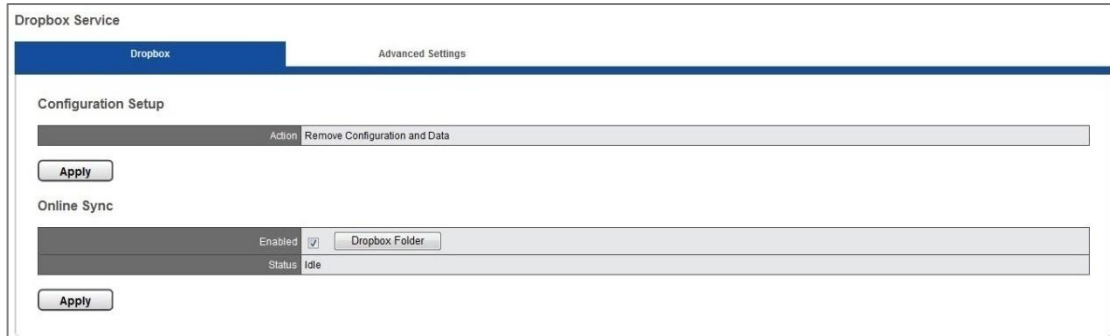 Dropbox Service
Dropbox Advanced Settings
Configuration Setup
Action Remove Configuration and Data
Apply
Online Sync
Enabled Dropbox Folder
Status Idle
Apply